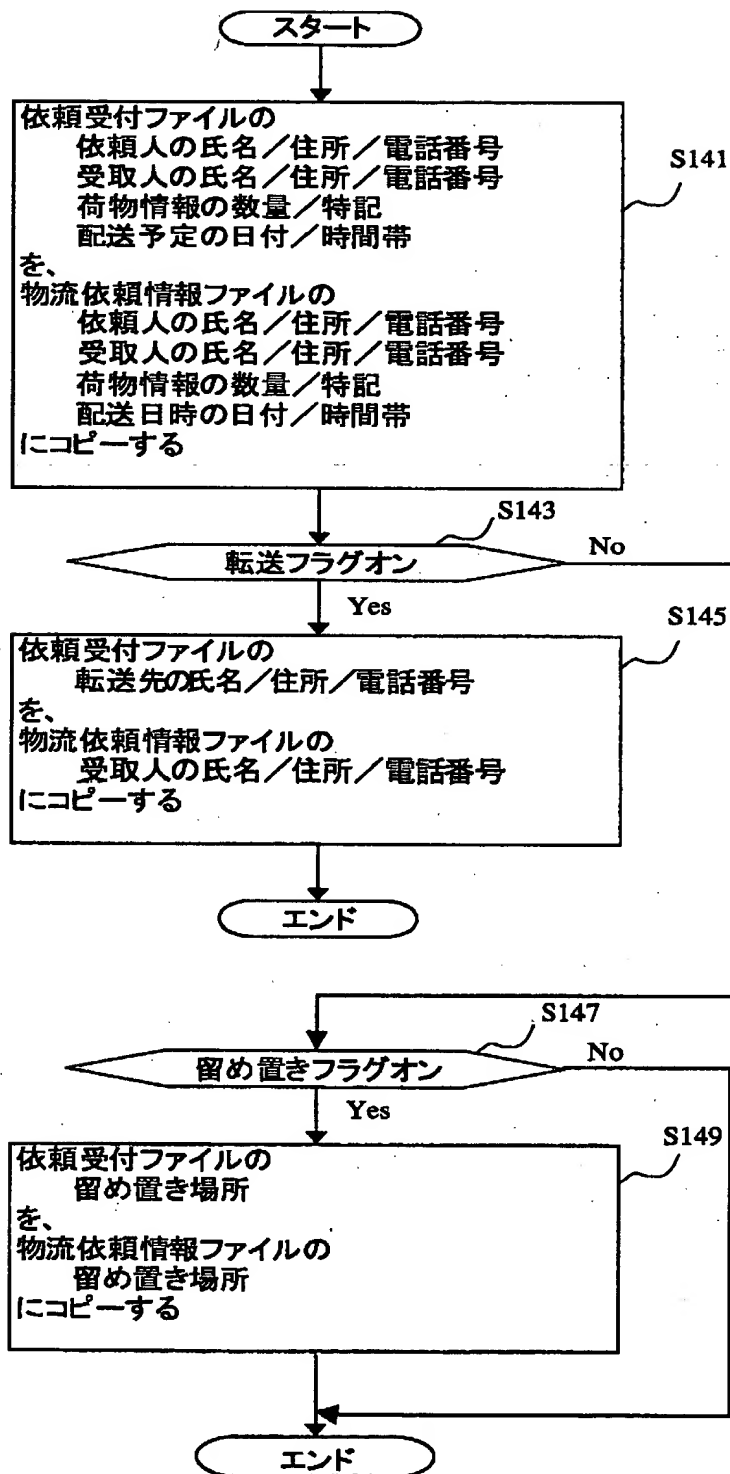 スタート
依頼受付ファイルの
依頼人の氏名／住所／電話番号
受取人の氏名／住所／電話番号
荷物情報の数量／特記
配送予定の日付／時間帯
を、
物流依頼情報ファイルの
依頼人の氏名／住所／電話番号
受取人の氏名／住所／電話番号
荷物情報の数量／特記
配送日時の日付／時間帯
にコピーする
S141
S143
転送フラグオン
No
Yes
S145
依頼受付ファイルの
転送先の氏名／住所／電話番号
を、
物流依頼情報ファイルの
受取人の氏名／住所／電話番号
にコピーする
エンド
S147
留め置きフラグオン
No
Yes
S149
依頼受付ファイルの
留め置き場所
を、
物流依頼情報ファイルの
留め置き場所
にコピーする
エンド